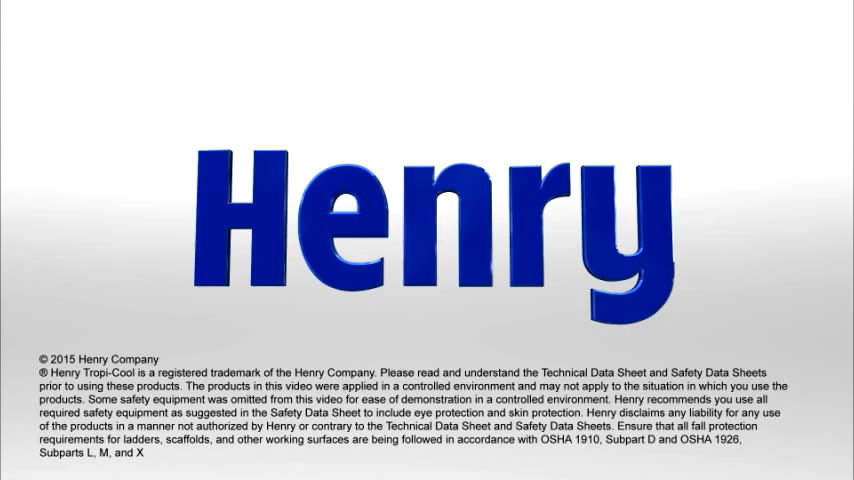 Henry
© 2015 Henry Company
® Henry Tropi-Cool is a registered trademark of the Henry Company. Please read and understand the Technical Data Sheet and Safety Data Sheets
prior to using these products. The products in this video were applied in a controlled environment and may not apply to the situation in which you use the
products. Some safety equipment was omitted from this video for ease of demonstration in a controlled environment. Henry recommends you use all
required safety equipment as suggested in the Safety Data Sheet to include eye protection and skin protection. Henry disclaims any liability for any use
of the products in a manner not authorized by Henry or contrary to the Technical Data Sheet and Safety Data Sheets. Ensure that all fall protection
requirements for ladders, scaffolds, and other working surfaces are being followed in accordance with OSHA 1910, Subpart D and OSHA 1926,
Subparts L, M, and X